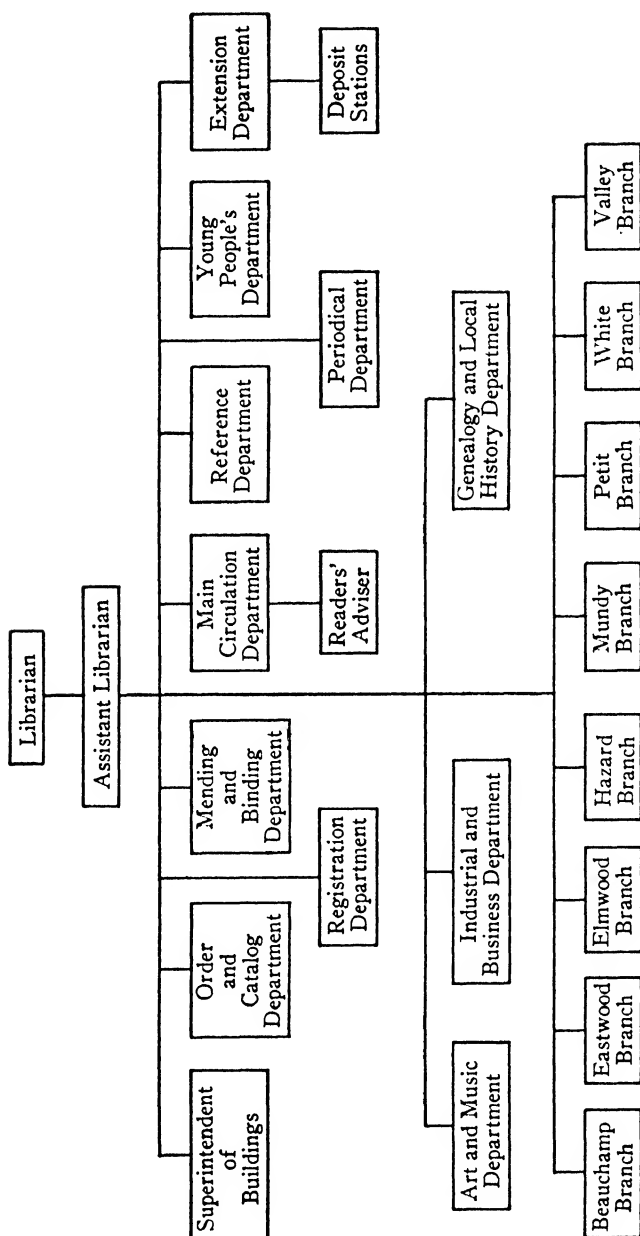 Librarian
Assistant Librarian
Superintendent
of
Buildings
Order
and
Catalog
Department
Mending
and
Binding
Department
Main
Circulation
Department
Reference
Department
Young
People's
Department
Extension
Department
Registration
Department
Readers'
Adviser
Periodical
Department
Deposit
Stations
Art and Music
Department
Industrial and
Business Department
Genealogy and Local
History Department
Beauchamp
Branch
Eastwood
Branch
Elmwood
Branch
Hazard
Branch
Mundy
Branch
Petit
Branch
White
Branch
Valley
Branch